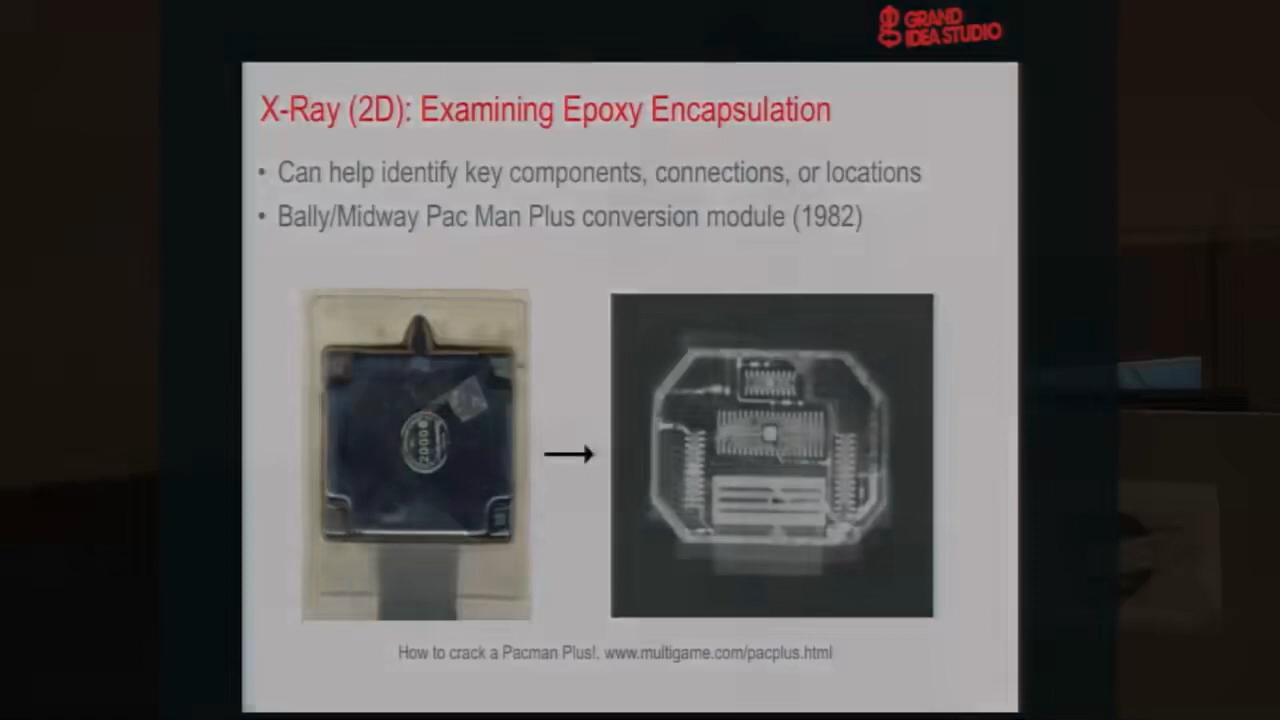 GRAND
IDEA STUDIO
X-Ray (2D): Examining Epoxy Encapsulation
• Can help identify key components, connections, or locations
• Bally/Midway Pac Man Plus conversion module (1982)
How to crack a Pacman Plus!, www.multigame.com/pacplus.html